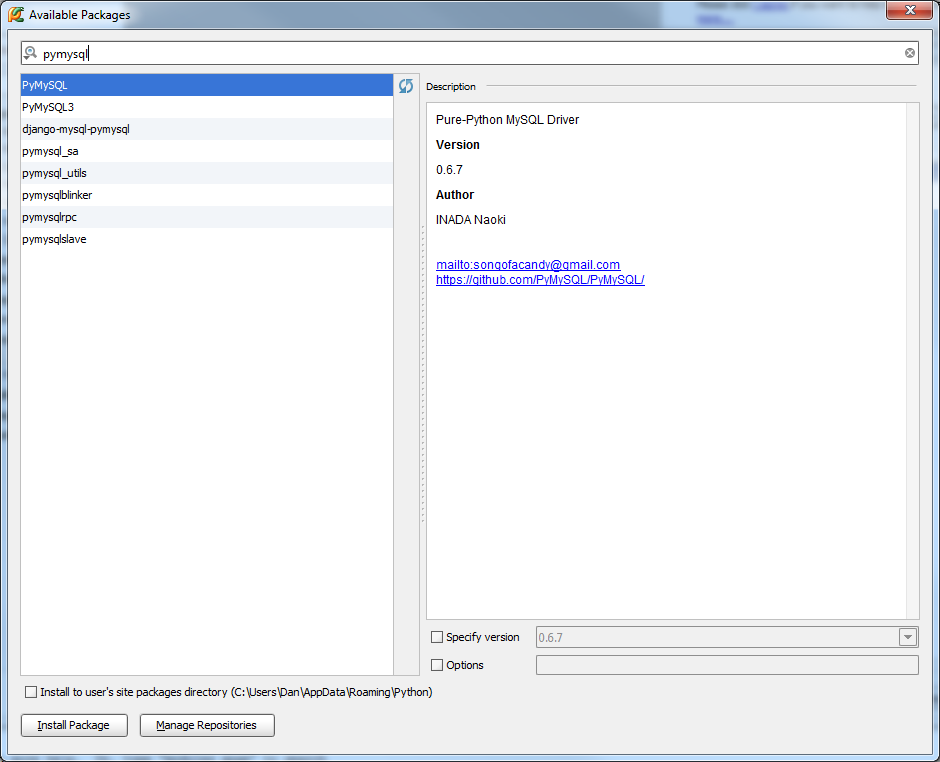 Available Packages
pymysql
PyMySQL
PyMySQL3
django-mysql-pymysql
pymysql_sa
pymysql_utils
pymysqlblinker
pymysqlrpc
pymysqlslave
Description
Pure-Python MySQL Driver
Version
0.6.7
Author
INADA Naoki
mailto:songofacandy@gmail.com
https://github.com/PyMySQL/PyMySQL/
Specify version
0.6.7
Options
Install to user's site packages directory (C:\Users\Dan\AppData\Roaming\Python)
Install Package
Manage Repositories